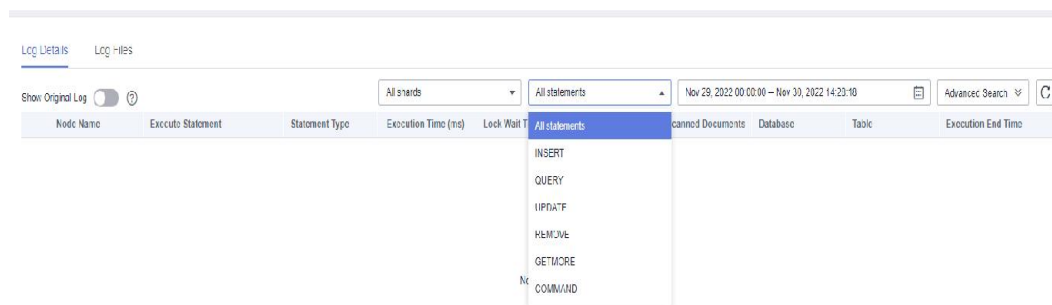 Log Details Log Files
Show Original Log ? All shards All statements Nov 29, 2022 00:00:00 – Nov 30, 2022 14:23:18 Advanced Search
Node Name Execute Statement Statement Type Execution Time (ms) Lock Wait T All statements canned Documents Database Table Execution End Time
INSERT
QUERY
UPDATE
REMOVE
GETMORE
No
COMMAND